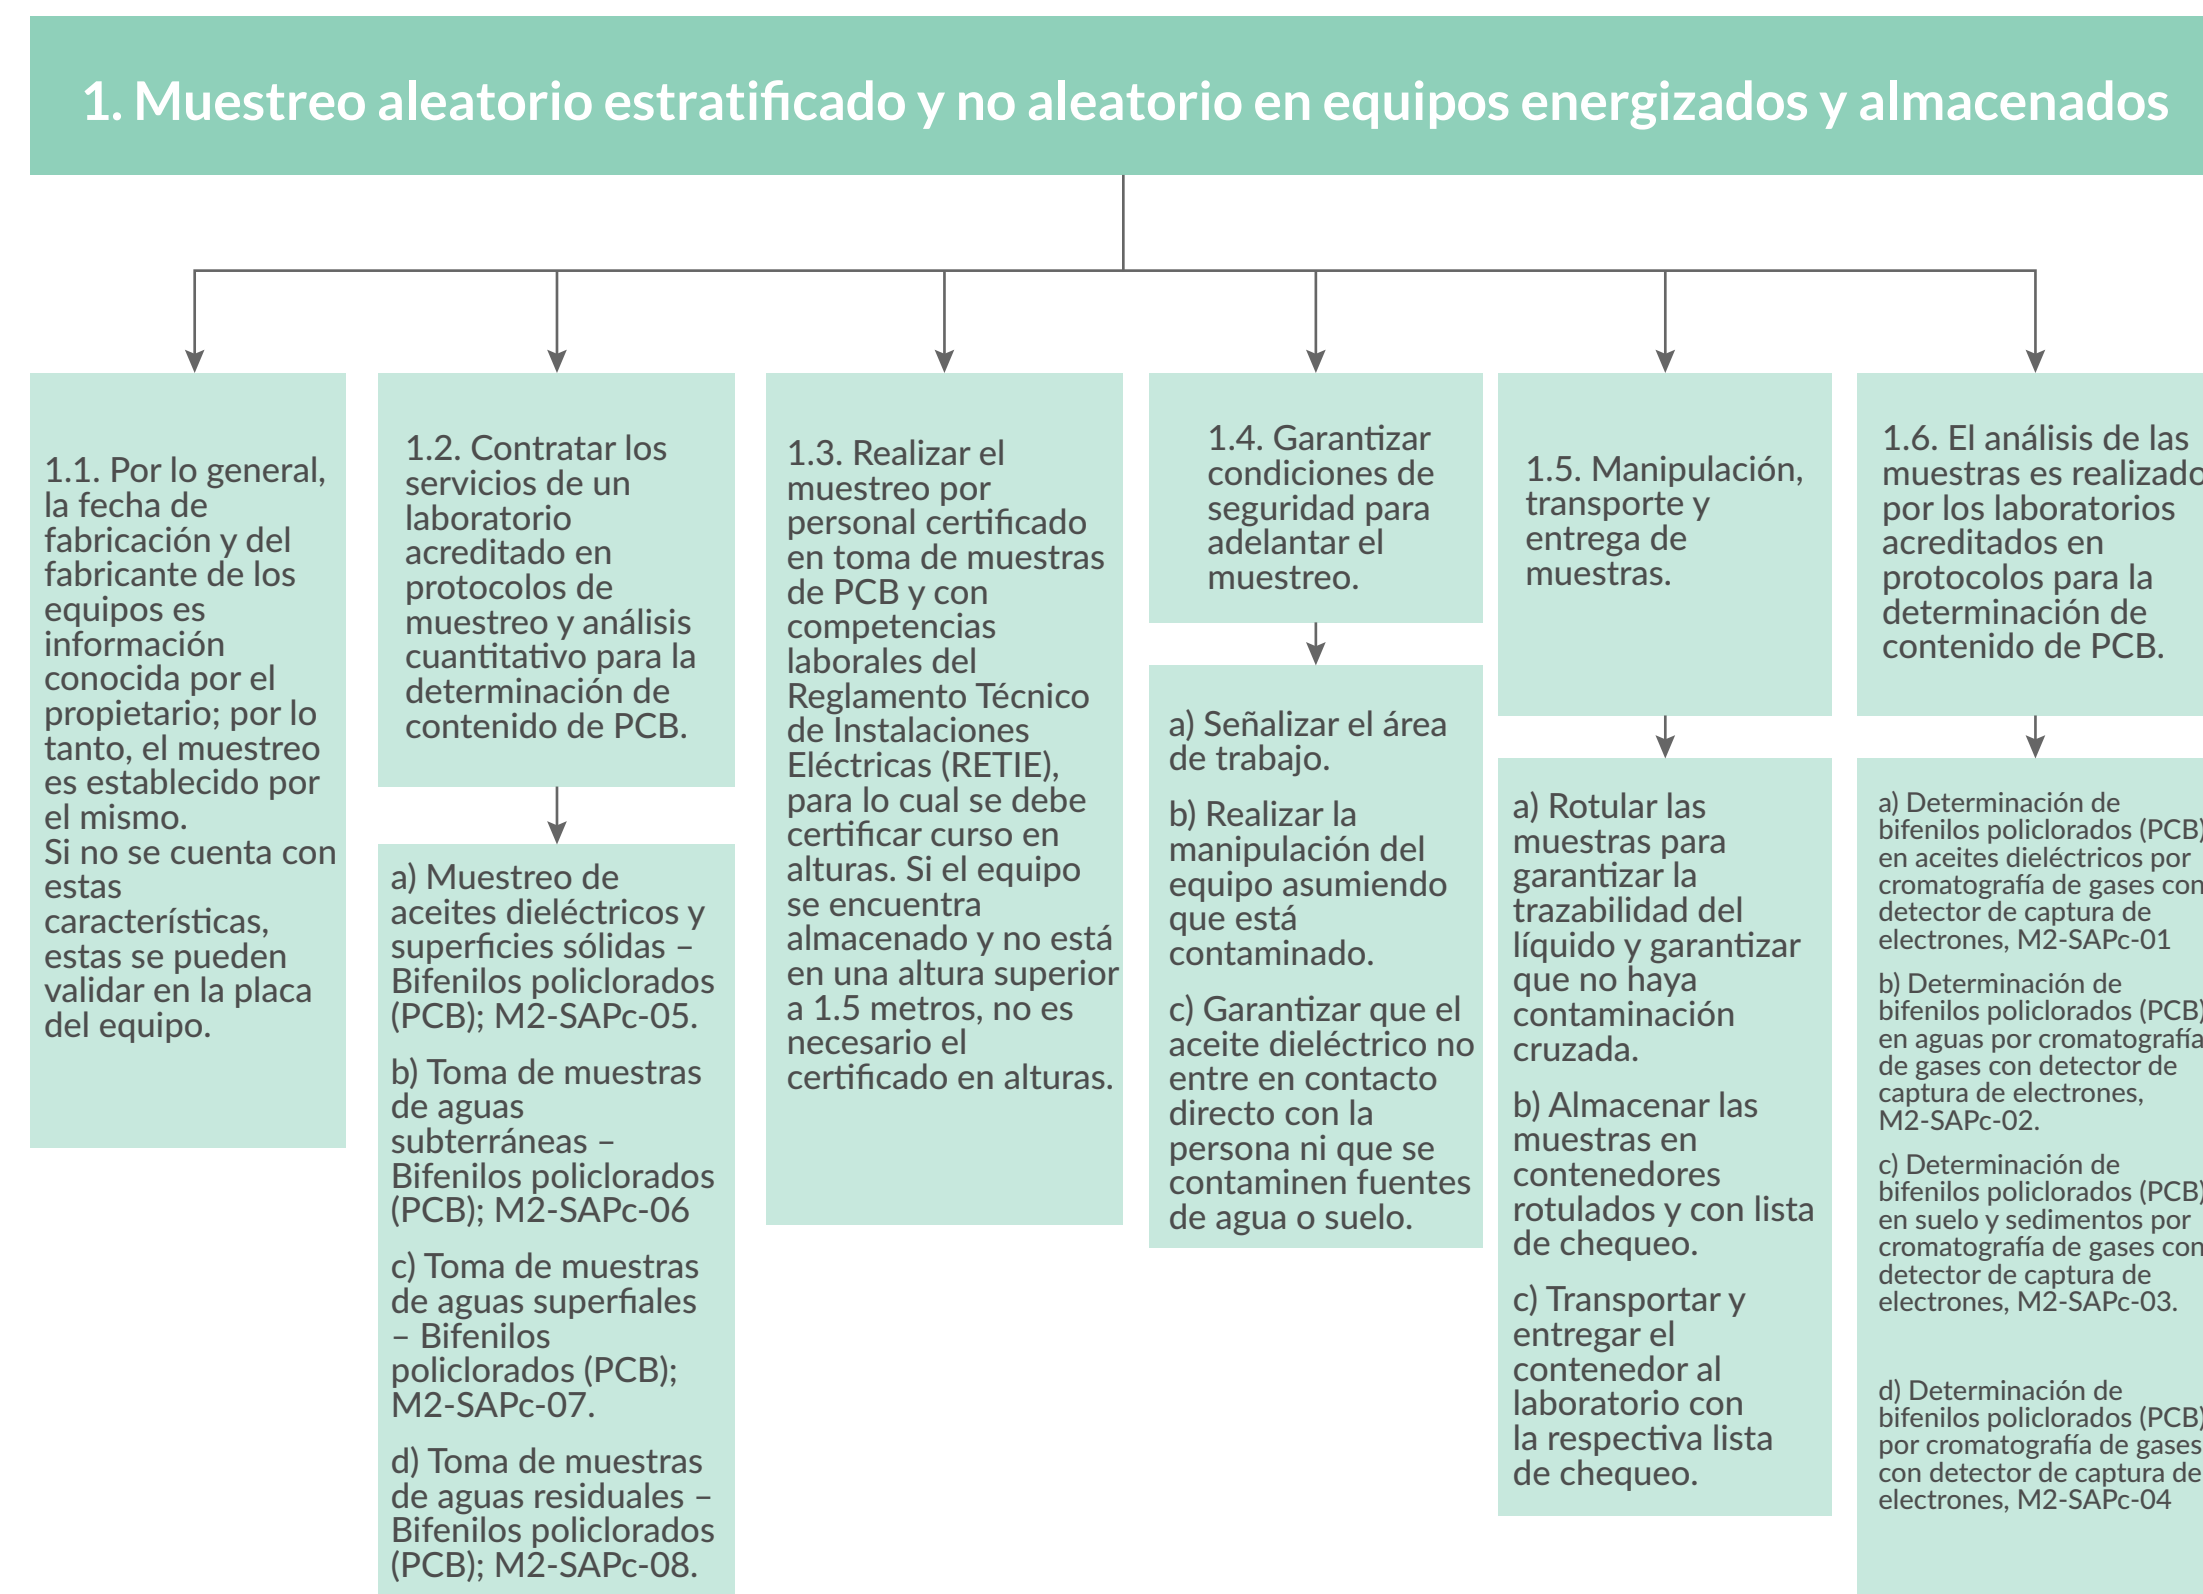 1. Muestreo aleatorio estratificado y no aleatorio en equipos energizados y almacenados
1.1. Por lo general,
la fecha de
fabricación y del
fabricante de los
equipos es
información
conocida por el
propietario; por lo
tanto, el muestreo
es establecido por
el mismo.
Si no se cuenta con
estas
características,
estas se pueden
validar en la placa
del equipo.
1.2. Contratar los
servicios de un
laboratorio
acreditado en
protocolos de
muestreo y análisis
cuantitativo para la
determinación de
contenido de PCB.
a) Muestreo de
aceites dieléctricos y
superficies sólidas –
Bifenilos policlorados
(PCB); M2-SAPc-05.
b) Toma de muestras
de aguas
subterráneas –
Bifenilos policlorados
(PCB); M2-SAPc-06
c) Toma de muestras
de aguas superfiales
– Bifenilos
policlorados (PCB);
M2-SAPc-07.
d) Toma de muestras
de aguas residuales –
Bifenilos policlorados
(PCB); M2-SAPc-08.
1.3. Realizar el
muestreo por
personal certificado
en toma de muestras
de PCB y con
competencias
laborales del
Reglamento Técnico
de Instalaciones
Eléctricas (RETIE),
para lo cual se debe
certificar curso en
alturas. Si el equipo
se encuentra
almacenado y no está
en una altura superior
a 1.5 metros, no es
necesario el
certificado en alturas.
1.4. Garantizar
condiciones de
seguridad para
adelantar el
muestreo.
a) Señalizar el área
de trabajo.
b) Realizar la
manipulación del
equipo asumiendo
que está
contaminado.
c) Garantizar que el
aceite dieléctrico no
entre en contacto
directo con la
persona ni que se
contaminen fuentes
de agua o suelo.
1.5. Manipulación,
transporte y
entrega de
muestras.
a) Rotular las
muestras para
garantizar la
trazabilidad del
líquido y garantizar
que no haya
contaminación
cruzada.
b) Almacenar las
muestras en
contenedores
rotulados y con lista
de chequeo.
c) Transportar y
entregar el
contenedor al
laboratorio con
la respectiva lista
de chequeo.
1.6. El análisis de las
muestras es realizado
por los laboratorios
acreditados en
protocolos para la
determinación de
contenido de PCB.
a) Determinación de
bifenilos policlorados (PCB)
en aceites dieléctricos por
cromatografía de gases con
detector de captura de
electrones, M2-SAPc-01
b) Determinación de
bifenilos policlorados (PCB)
en aguas por cromatografía
de gases con detector de
captura de electrones,
M2-SAPc-02.
c) Determinación de
bifenilos policlorados (PCB)
en suelo y sedimentos por
cromatografía de gases con
detector de captura de
electrones, M2-SAPc-03.
d) Determinación de
bifenilos policlorados (PCB)
por cromatografía de gases
con detector de captura de
electrones, M2-SAPc-04